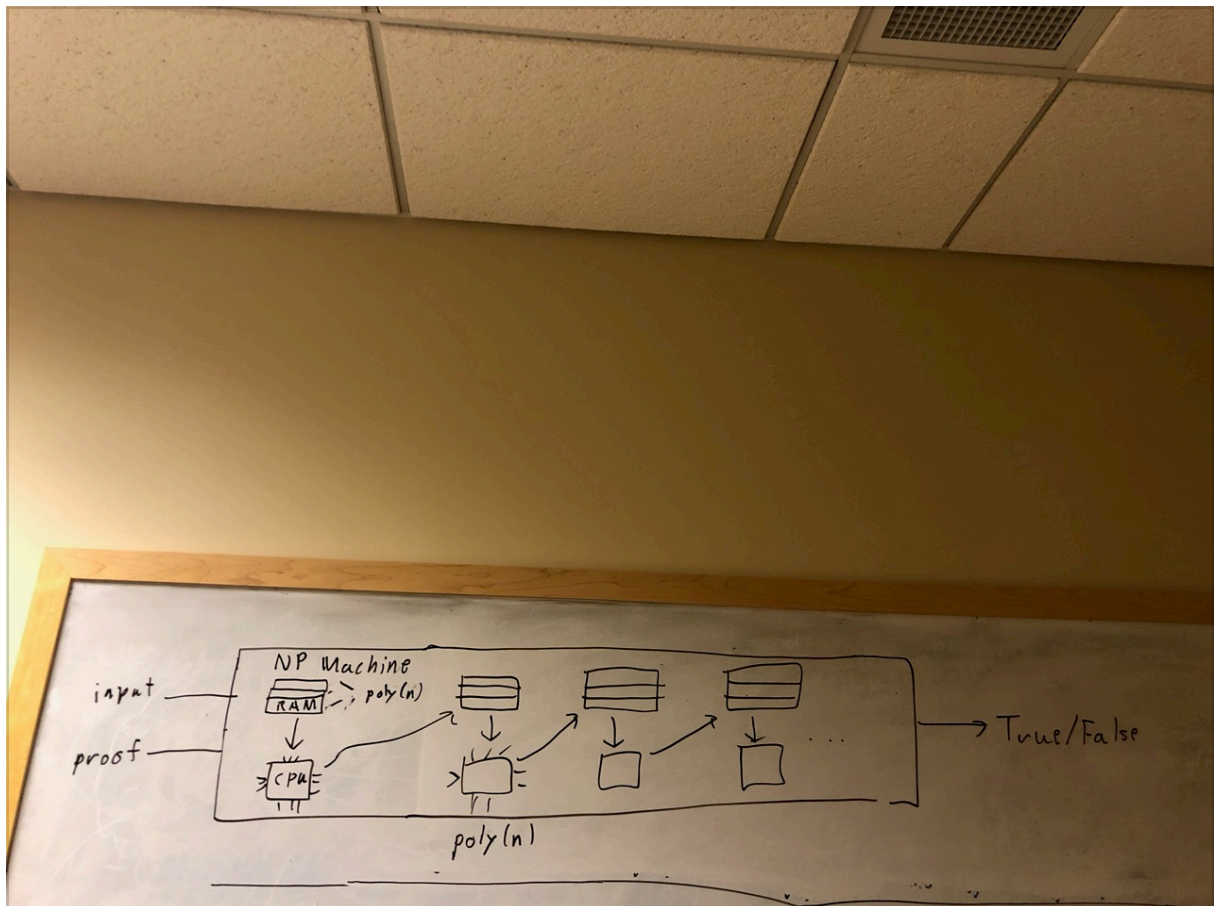 NP Machine
input
RAM
poly(n)
proof
CPU
...
True/False
poly(n)